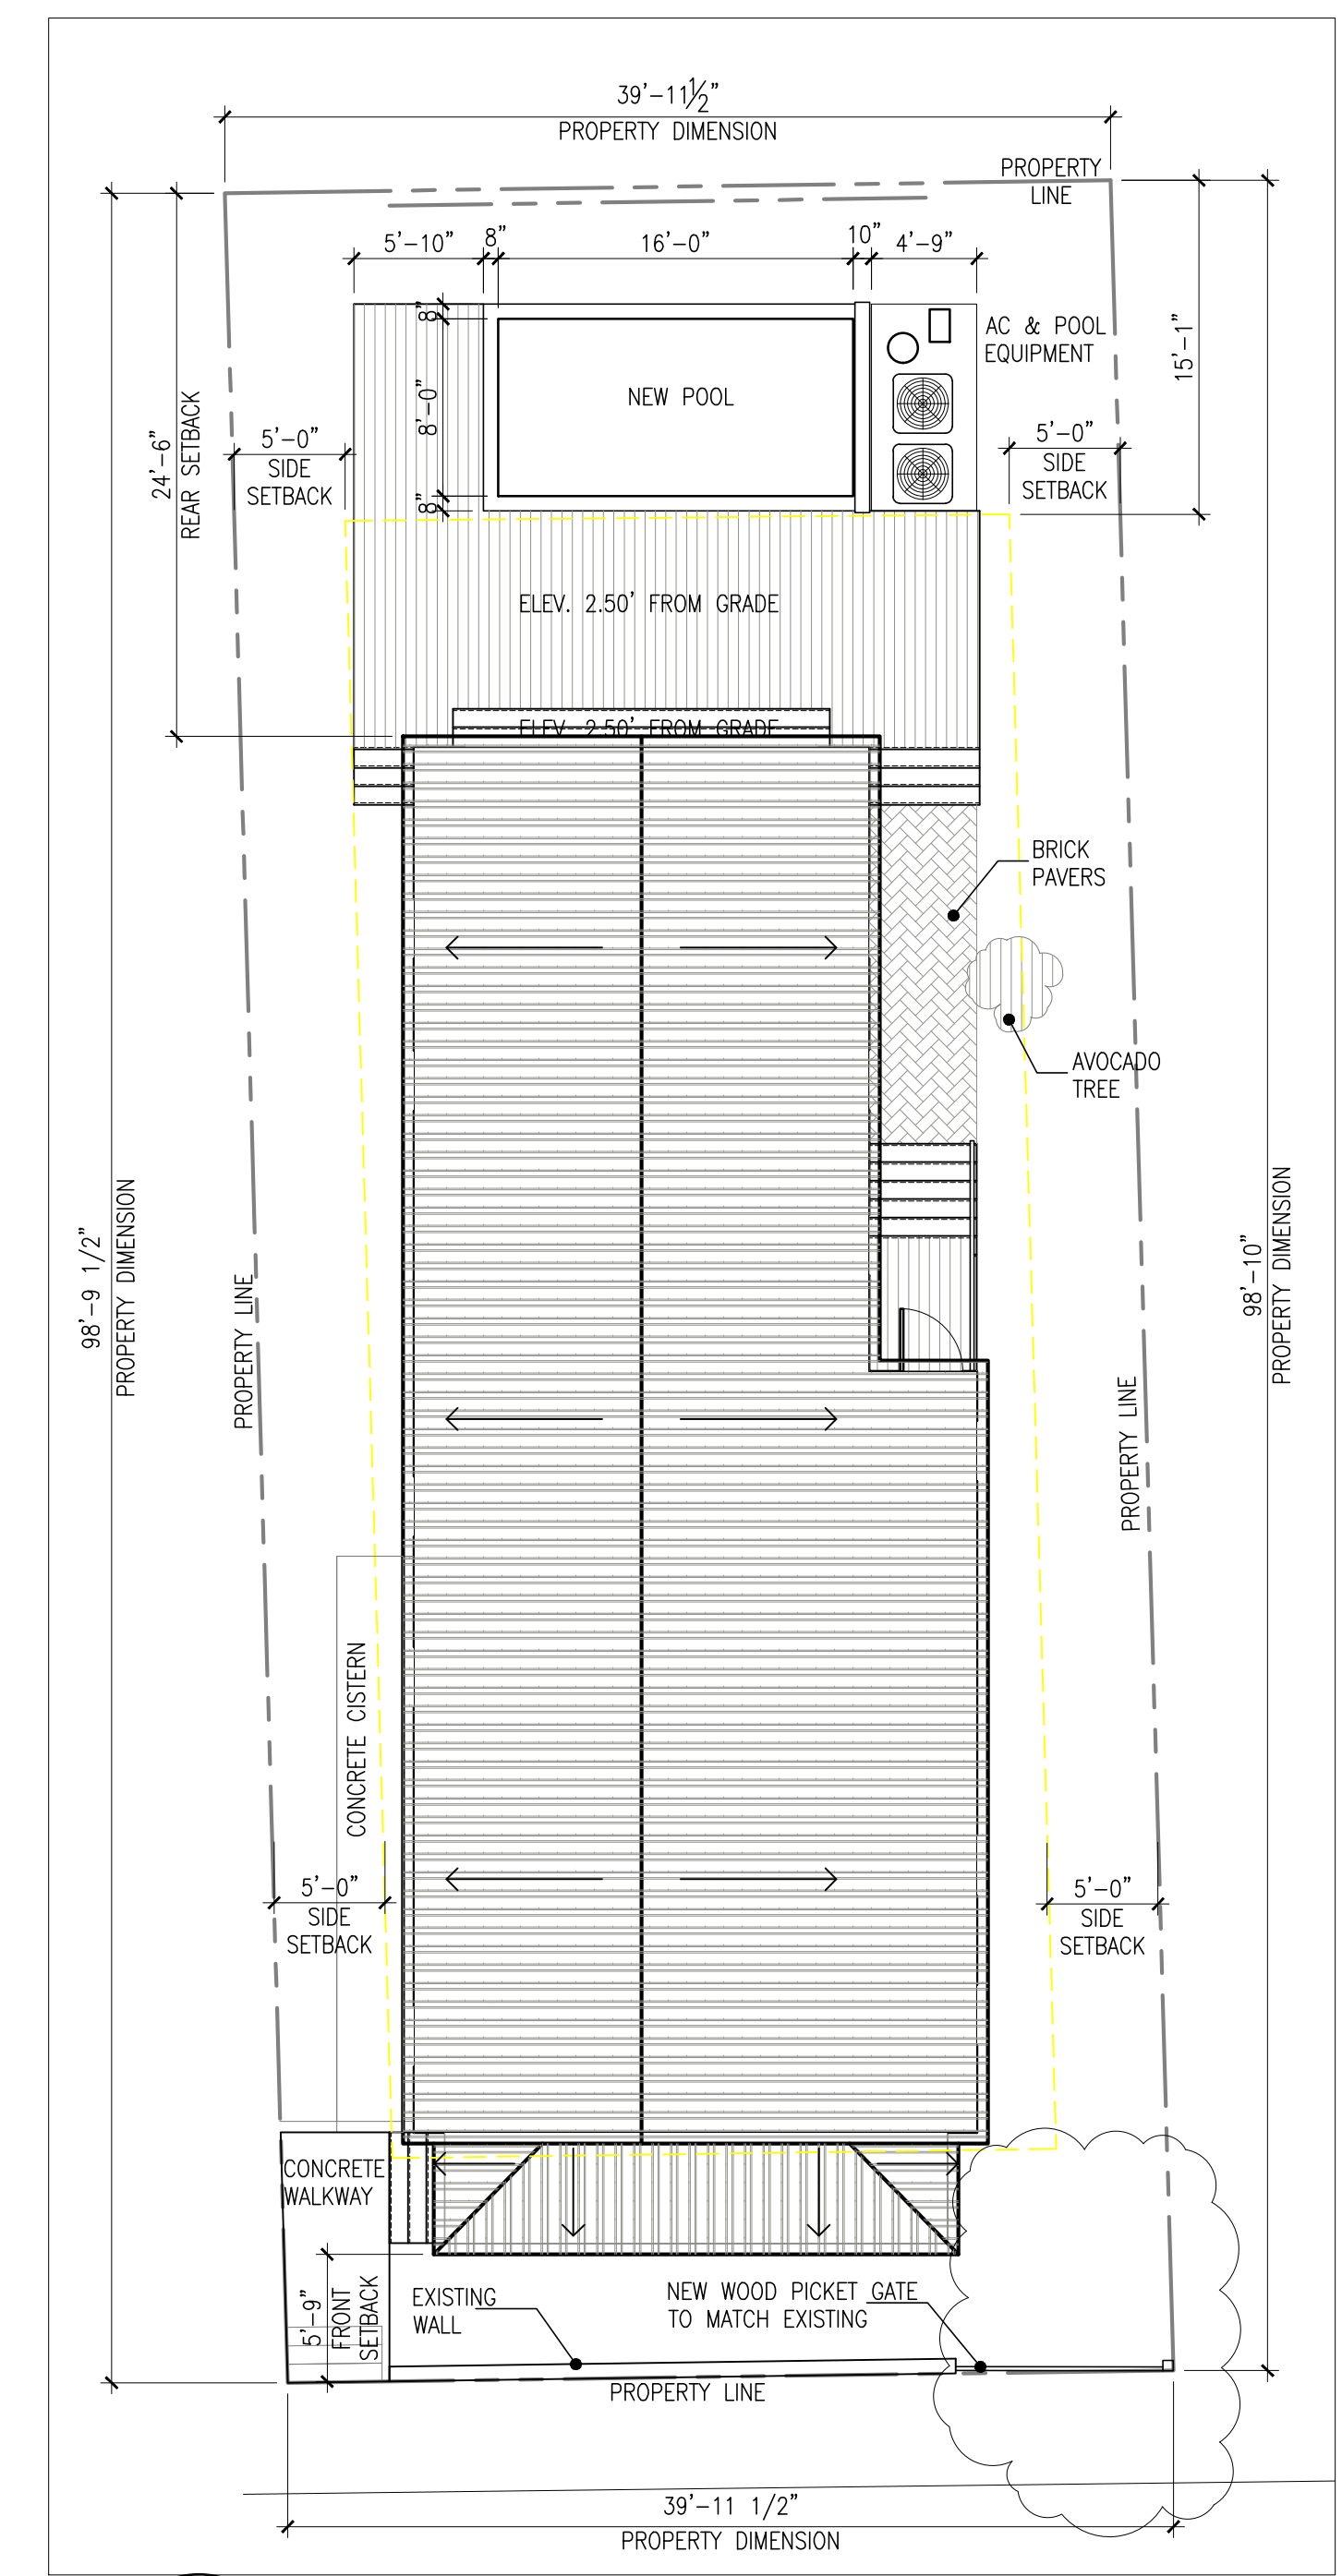 39'-11 1/2"
PROPERTY DIMENSION
PROPERTY
LINE
5'-10"
8"
16'-0"
10"
4'-9"
8"
8'-0"
8"
NEW POOL
AC & POOL
EQUIPMENT
15'-1"
24'-6"
REAR SETBACK
5'-0"
SIDE
SETBACK
5'-0"
SIDE
SETBACK
ELEV. 2.50' FROM GRADE
ELEV. 2.50' FROM GRADE
BRICK
PAVERS
AVOCADO
TREE
98'-9 1/2"
PROPERTY DIMENSION
PROPERTY LINE
98'-10"
PROPERTY DIMENSION
PROPERTY LINE
CONCRETE CISTERN
5'-0"
SIDE
SETBACK
5'-0"
SIDE
SETBACK
CONCRETE
WALKWAY
5'-9"
FRONT
SETBACK
EXISTING
WALL
NEW WOOD PICKET GATE
TO MATCH EXISTING
PROPERTY LINE
39'-11 1/2"
PROPERTY DIMENSION